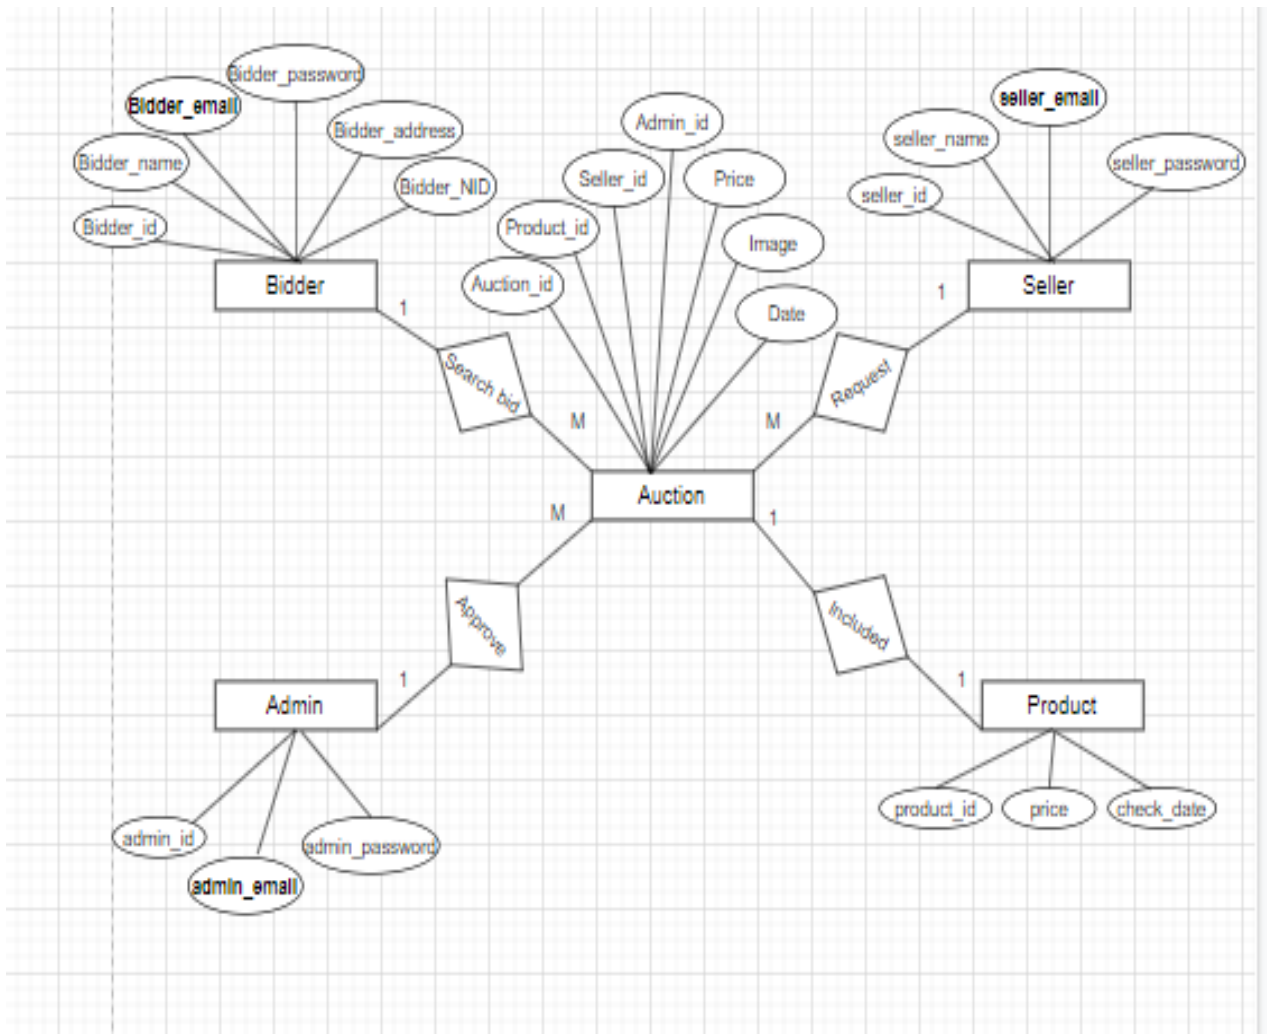 Bidder_password
Bidder_email
Bidder_address
Bidder_name
Bidder_NID
Bidder_id
Bidder
Admin_id
Seller_id
Price
Product_id
Image
Auction_id
Date
seller_email
seller_name
seller_password
seller_id
Seller
1
1
Search bid
Request
M
M
Auction
M
1
Approve
Included
1
1
Admin
Product
admin_id
admin_password
admin_email
product_id
price
check_date